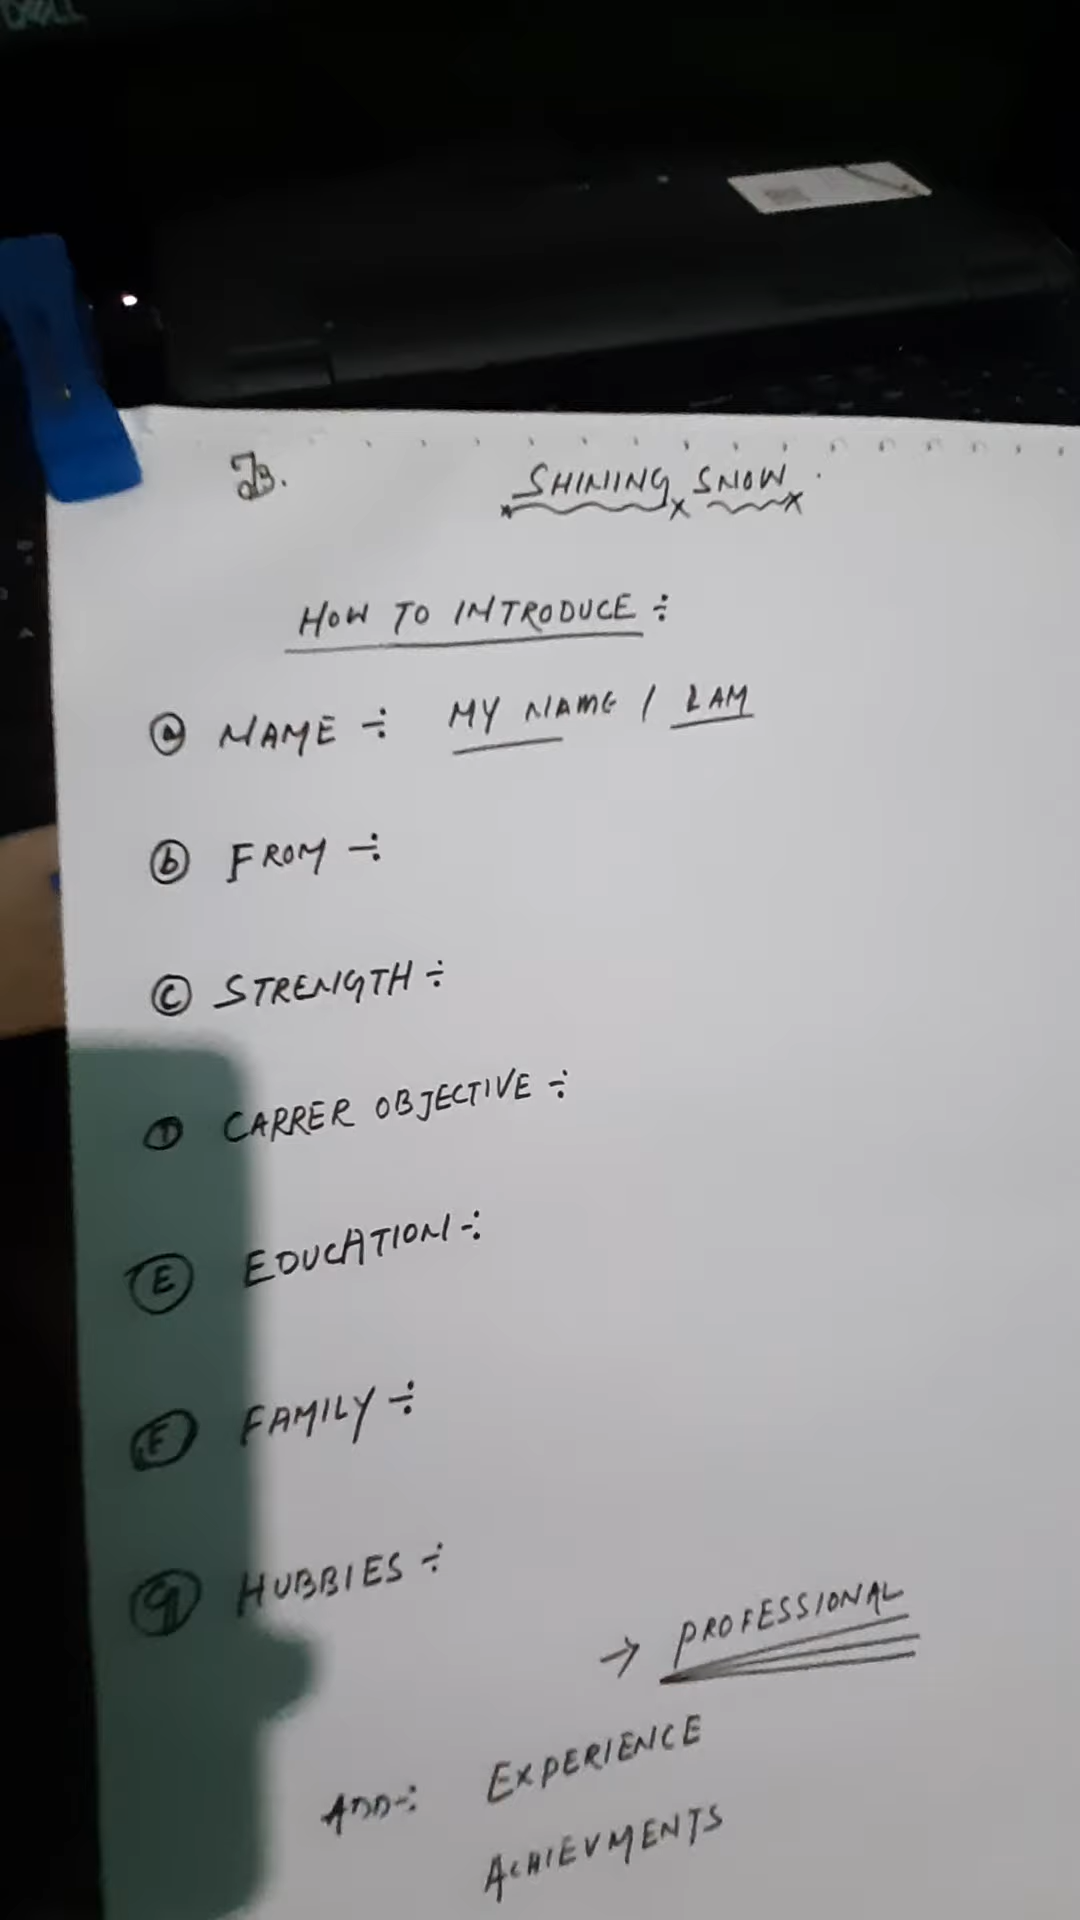 DELL
SHINING SNOW.
HOW TO INTRODUCE ÷
ⓐ NAME ÷ MY NAME / I AM
ⓑ FROM ÷
ⓒ STRENGTH ÷
CARRER OBJECTIVE ÷
Ⓔ EDUCATION ÷
Ⓕ FAMILY ÷
ⓖ HUBBIES ÷
→ PROFESSIONAL
ADD ÷ EXPERIENCE
ACHIEVMENTS